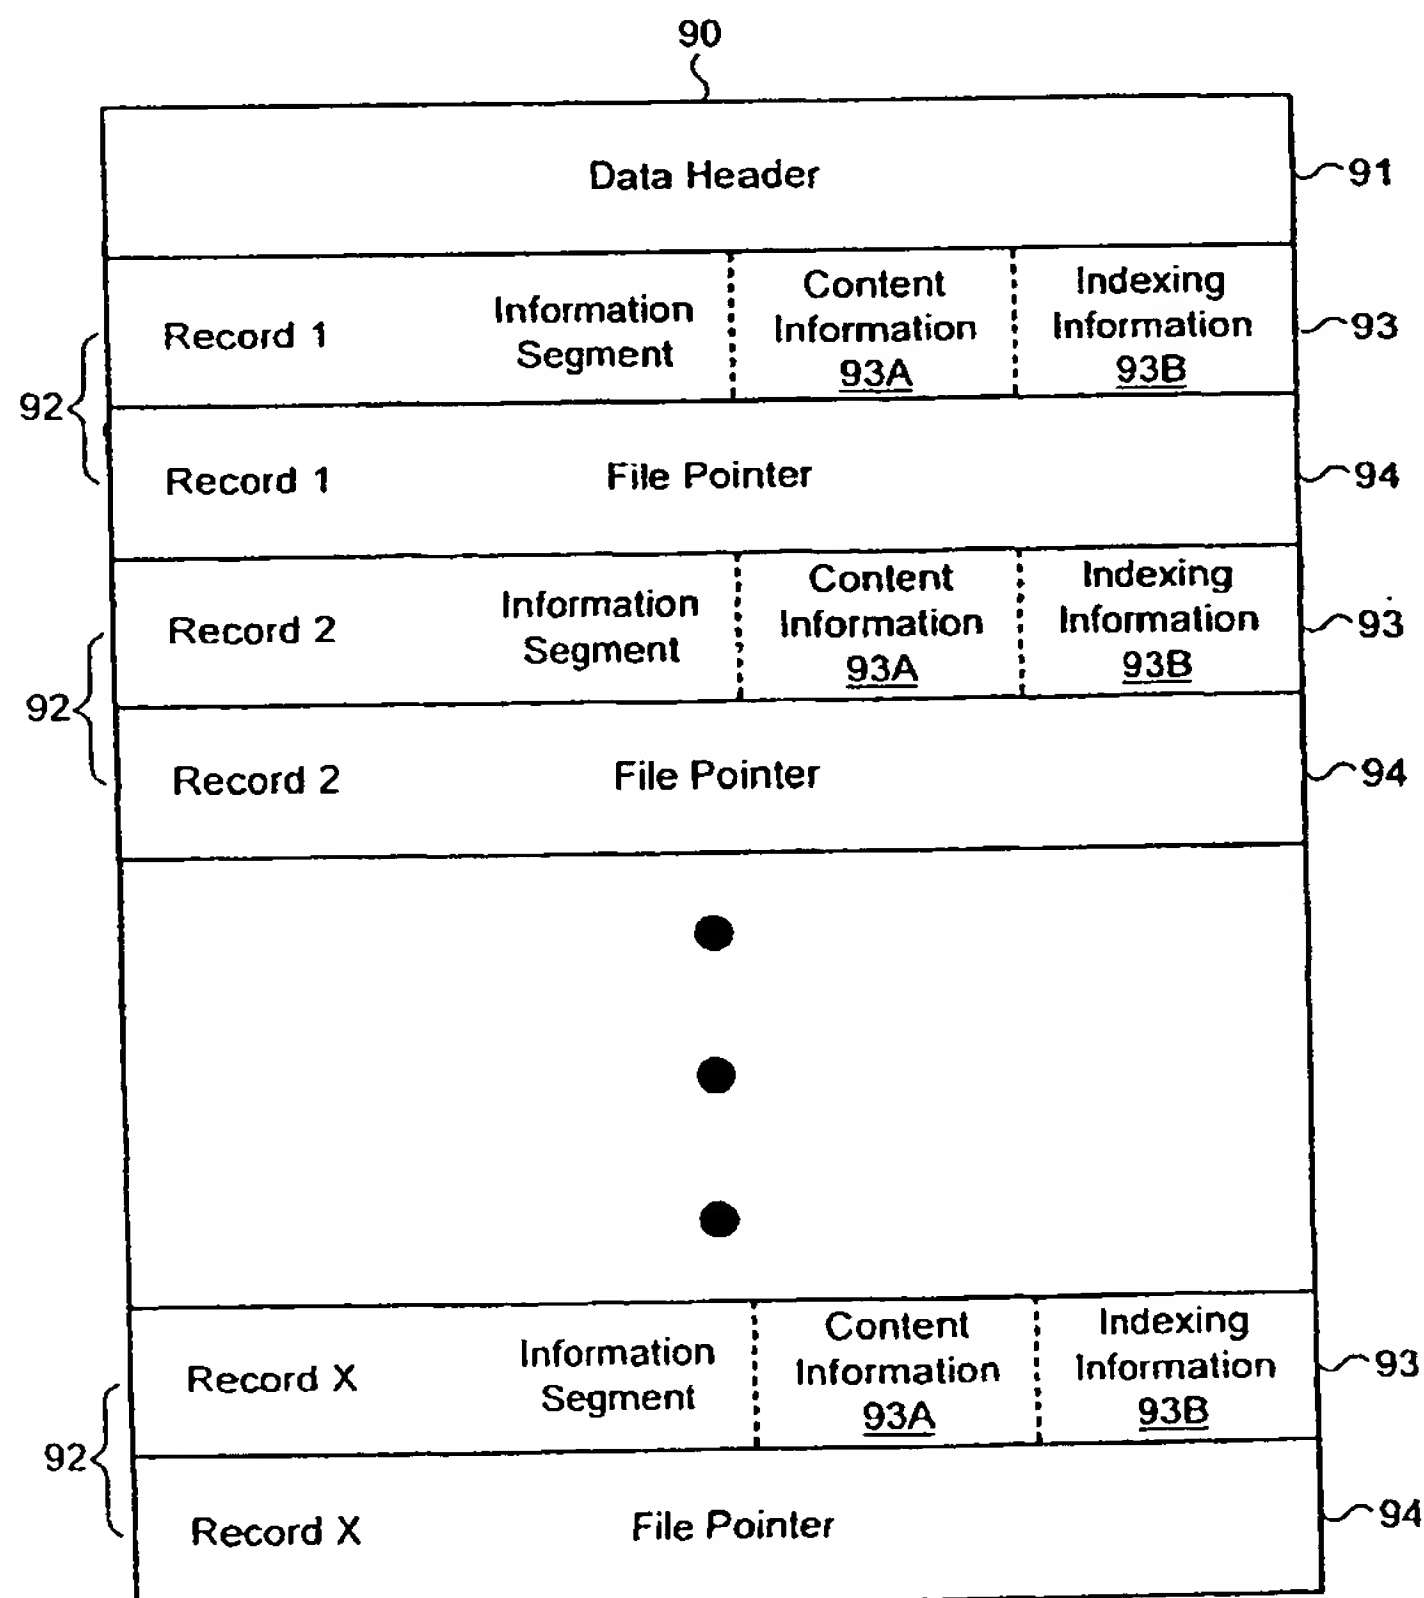 90
Data Header
91
Record 1
Information
Segment
Content
Information
93A
Indexing
Information
93B
93
92
Record 1
File Pointer
94
Record 2
Information
Segment
Content
Information
93A
Indexing
Information
93B
93
92
Record 2
File Pointer
94
Record X
Information
Segment
Content
Information
93A
Indexing
Information
93B
93
92
Record X
File Pointer
94